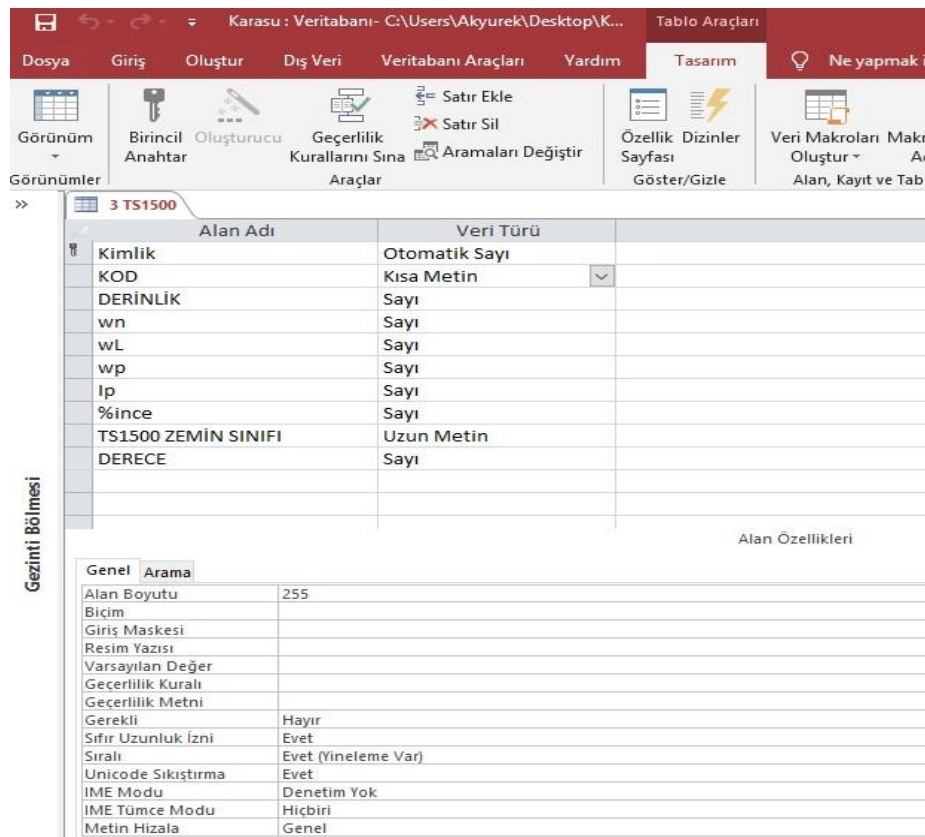 Karasu : Veritabanı- C:\Users\Akyurek\Desktop\K... Tablo Araçları
Dosya Giriş Oluştur Dış Veri Veritabanı Araçları Yardım Tasarım Ne yapmak i
Görünüm Birincil Anahtar Oluşturucu Geçerlilik Kurallarını Sına
Satır Ekle
Satır Sil
Aramaları Değiştir
Özellik Sayfası Dizinler Veri Makroları Oluştur
Görünümler Araçlar Göster/Gizle Alan, Kayıt ve Tab
» 3 TS1500
Alan Adı Veri Türü
Kimlik Otomatik Sayı
KOD Kısa Metin
DERİNLİK Sayı
wn Sayı
wL Sayı
wp Sayı
Ip Sayı
%ince Sayı
TS1500 ZEMİN SINIFI Uzun Metin
DERECE Sayı
Gezinti Bölmesi
Alan Özellikleri
Genel Arama
Alan Boyutu 255
Biçim
Giriş Maskesi
Resim Yazısı
Varsayılan Değer
Geçerlilik Kuralı
Geçerlilik Metni
Gerekli Hayır
Sıfır Uzunluk İzni Evet
Sıralı Evet (Yineleme Var)
Unicode Sıkıştırma Evet
IME Modu Denetim Yok
IME Tümce Modu Hiçbiri
Metin Hizala Genel